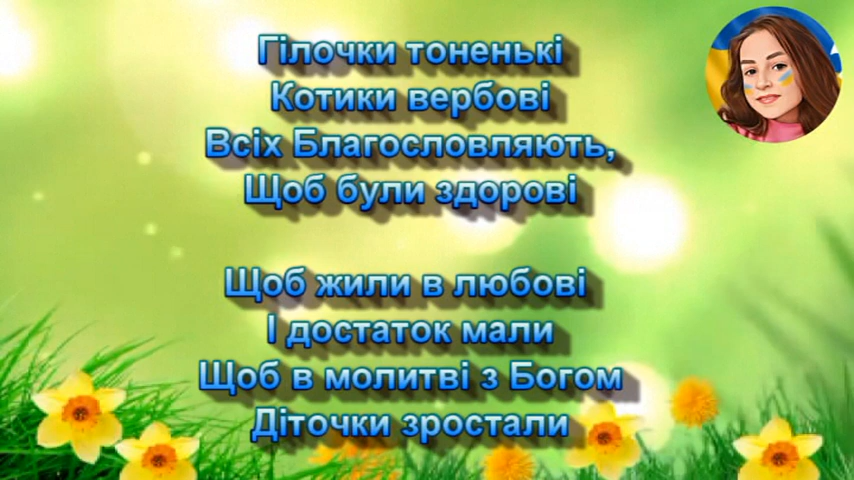 Гілочки тоненькі
Котики вербові
Всіх Благословляють,
Щоб були здорові
Щоб жили в любові
І достаток мали
Щоб в молитві з Богом
Діточки зростали